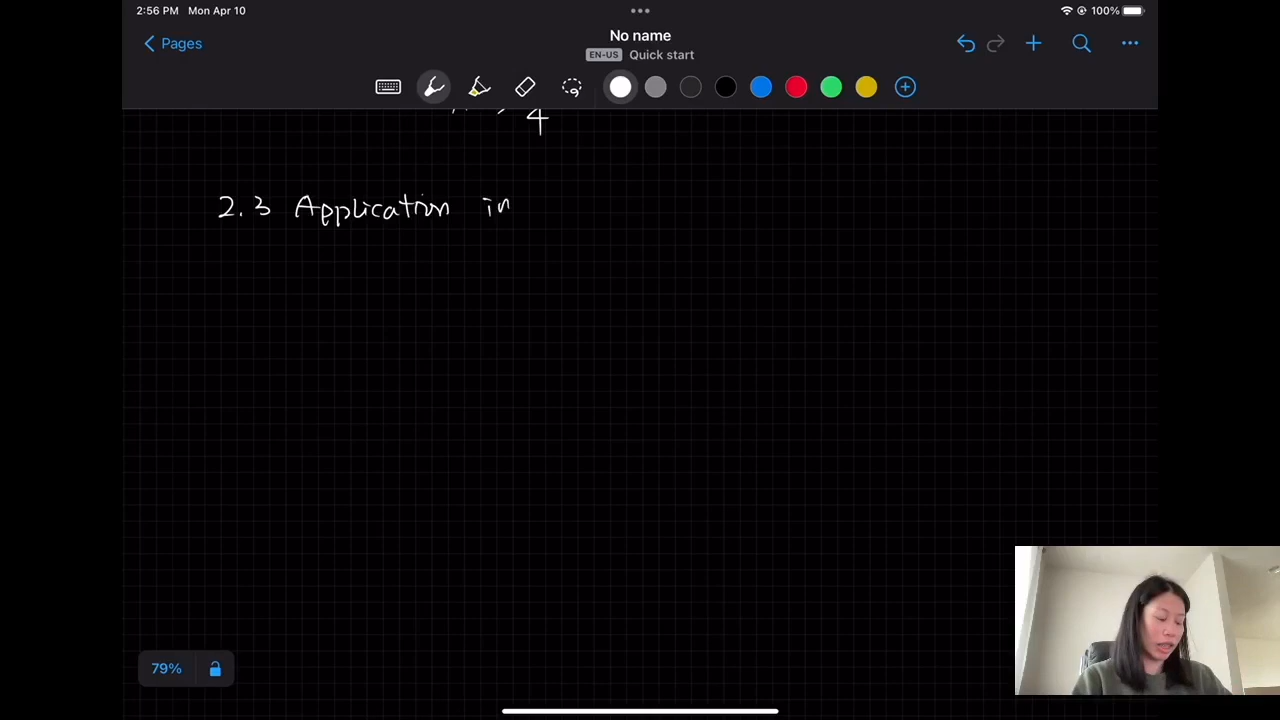 2:56 PM Mon Apr 10
100%
Pages
No name
EN-US Quick start
4
2.3 Application in
79%